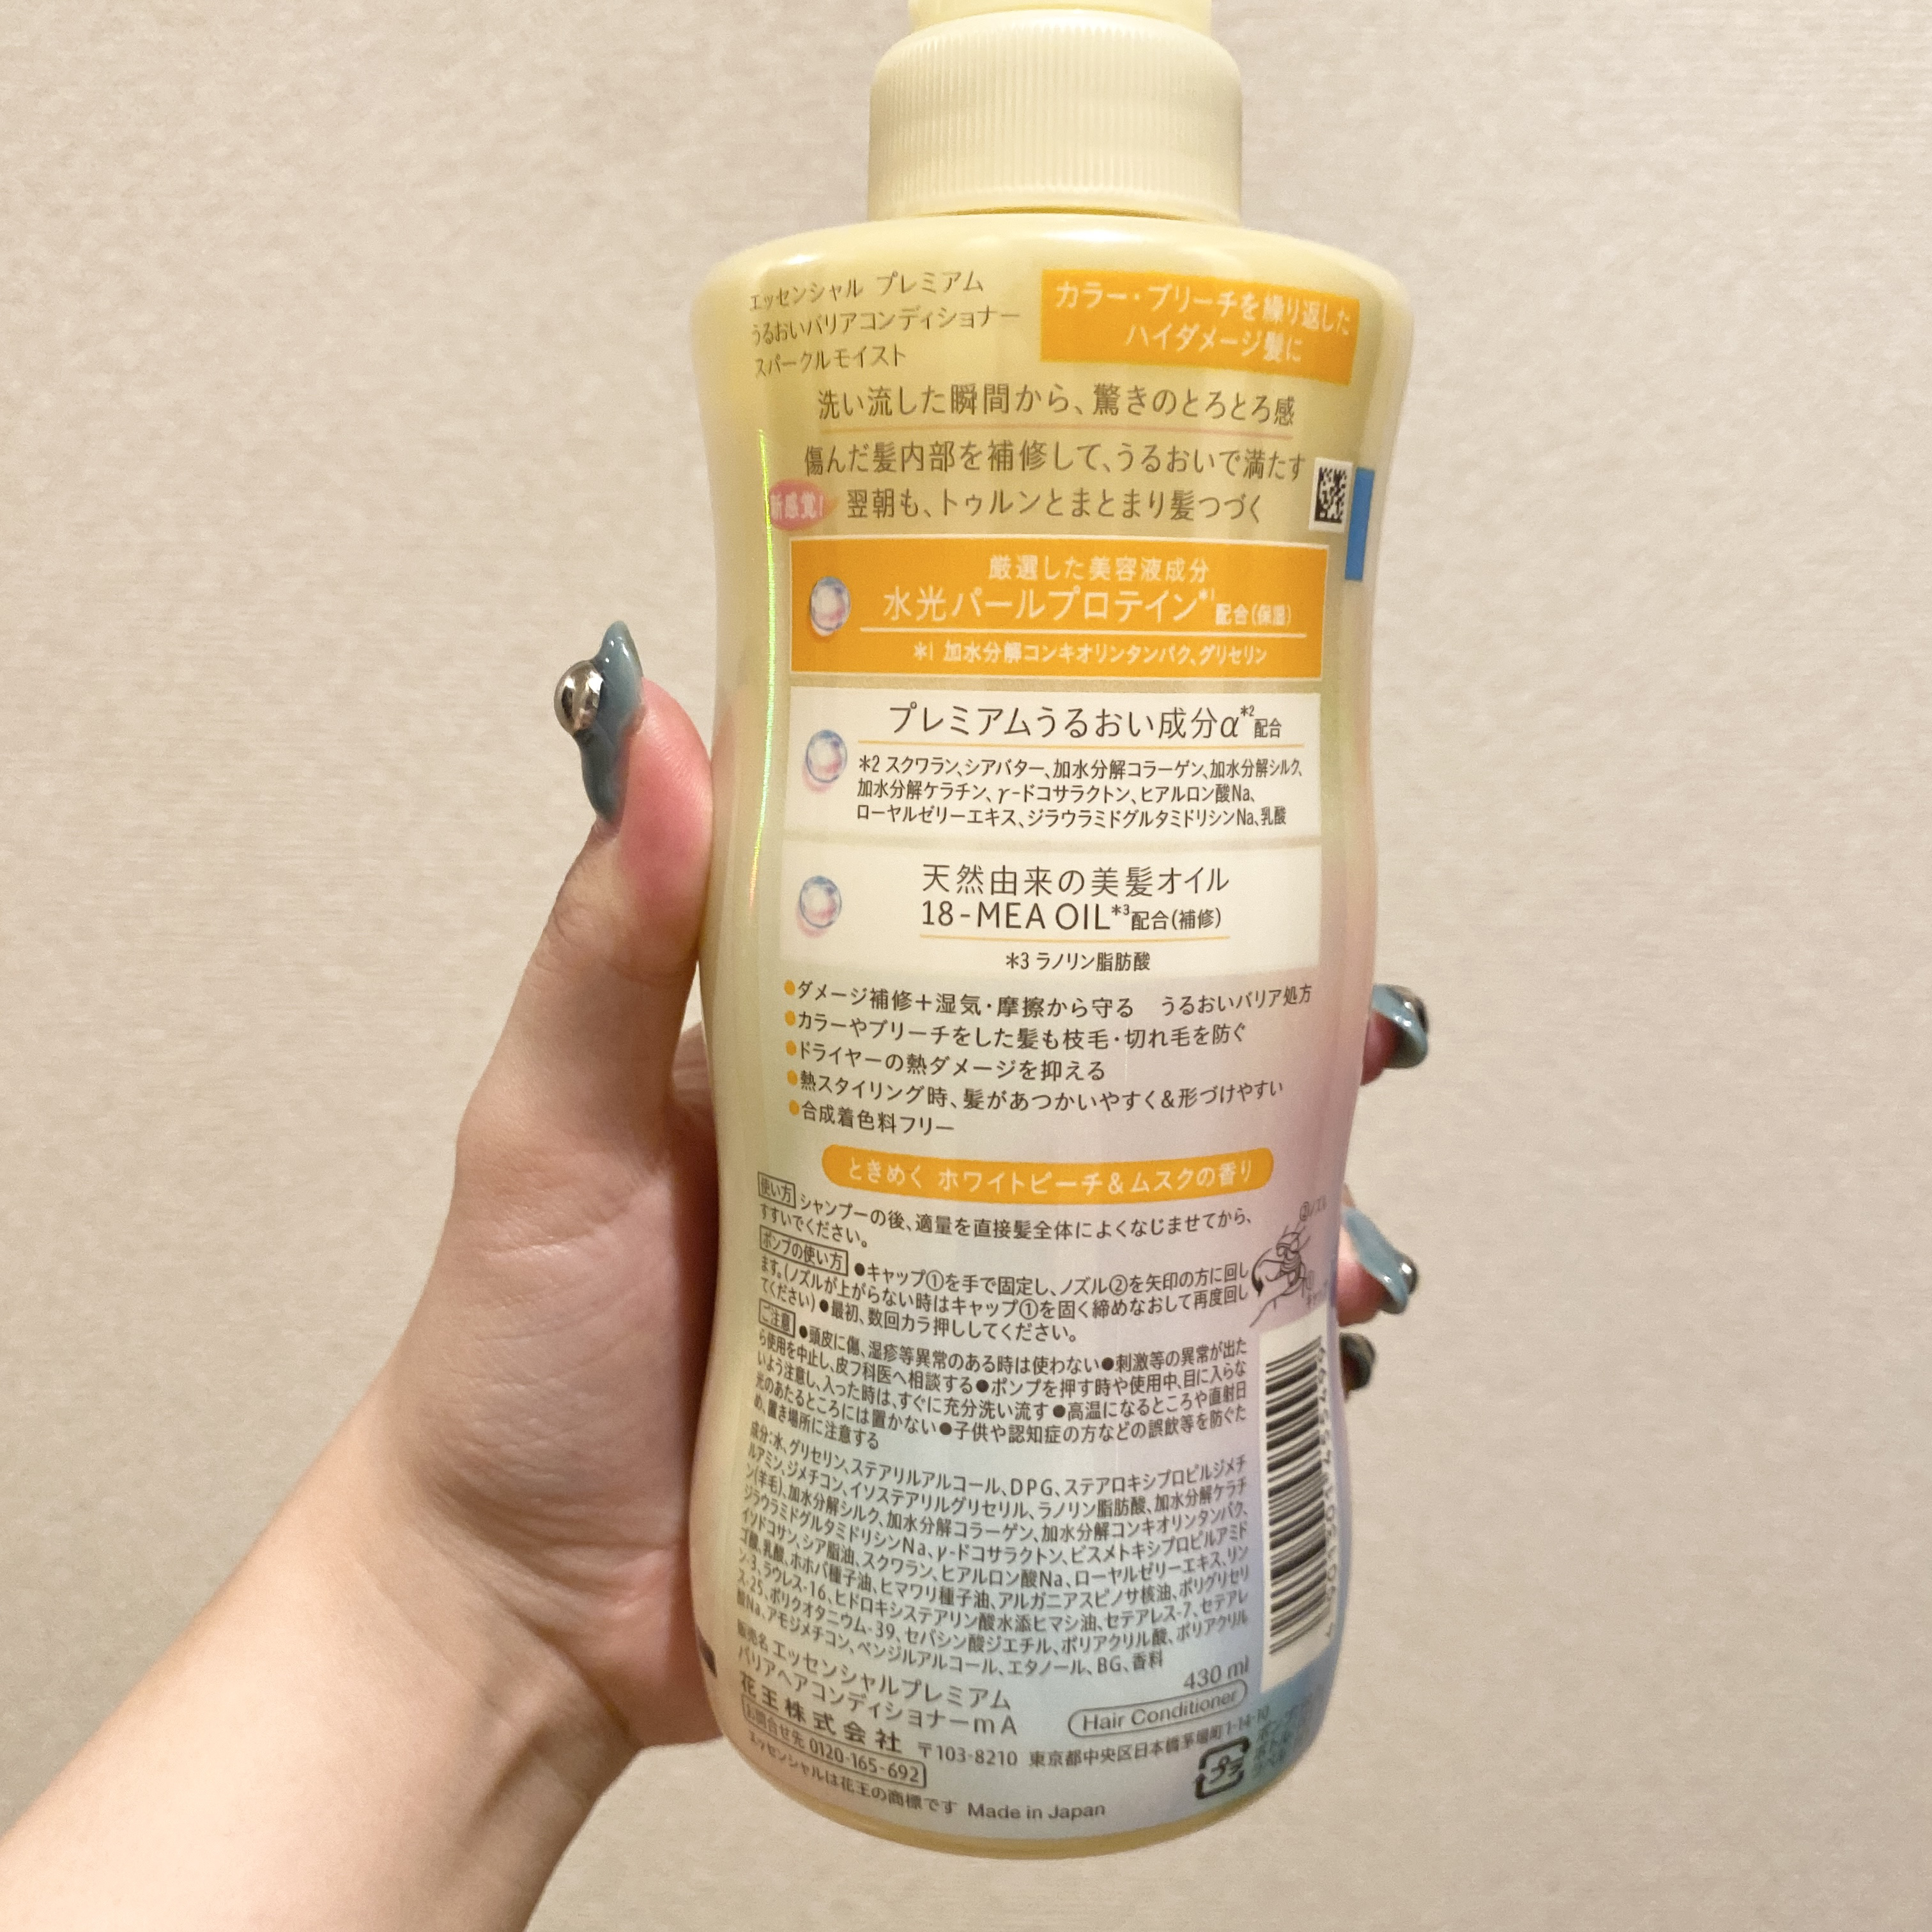 エッセンシャル プレミアム
うるおいバリアコンディショナー
スパークルモイスト
カラー・ブリーチを繰り返した
ハイダメージ髪に
洗い流した瞬間から、驚きのとろとろ感
傷んだ髪内部を補修して、うるおいで満たす
新感覚! 翌朝も、トゥルンとまとまり髪つづく
厳選した美容液成分
水光パールプロテイン*1配合(保湿)
*1 加水分解コンキオリンタンパク、グリセリン
プレミアムうるおい成分α*2配合
*2 スクワラン、シアバター、加水分解コラーゲン、加水分解シルク、
加水分解ケラチン、γ-ドコサラクトン、ヒアルロン酸Na、
ローヤルゼリーエキス、ジラウラミドグルタミドリシンNa、乳酸
天然由来の美髪オイル
18-MEA OIL*3配合(補修)
*3 ラノリン脂肪酸
●ダメージ補修+湿気・摩擦から守る うるおいバリア処方
●カラーやブリーチをした髪も枝毛・切れ毛を防ぐ
●ドライヤーの熱ダメージを抑える
●熱スタイリング時、髪があつかいやすく&形づけやすい
●合成着色料フリー
ときめく ホワイトピーチ&ムスクの香り
使い方 シャンプーの後、適量を直接髪全体によくなじませてから、
すすいでください。
ポンプの使い方 ●キャップ①を手で固定し、ノズル②を矢印の方に回し
ます。(ノズルが上がらない時はキャップ①を固く締めなおして再度回し
てください) ●最初、数回カラ押ししてください。
②ノズル
ご注意 ●頭皮に傷、湿疹等異常のある時は使わない●刺激等の異常が出た
ら使用を中止し、皮フ科医へ相談する●ポンプを押す時や使用中、目に入らな
いよう注意し、入った時は、すぐに充分洗い流す●高温になるところや直射日
光のあたるところには置かない●子供や認知症の方などの誤飲等を防ぐた
め、置き場所に注意する
成分:水、グリセリン、ステアリルアルコール、DPG、ステアロキシプロピルジメチ
ルアミン、ジメチコン、イソステアリルグリセリル、ラノリン脂肪酸、加水分解ケラチ
ン(羊毛)、加水分解シルク、加水分解コラーゲン、加水分解コンキオリンタンパク、
ジラウラミドグルタミドリシンNa、γ-ドコサラクトン、ビスメトキシプロピルアミド
イソドコサン、シア脂油、スクワラン、ヒアルロン酸Na、ローヤルゼリーエキス、リン
ゴ酸、乳酸、ホホバ種子油、ヒマワリ種子油、アルガニアスピノサ核油、ポリグリセリ
ン-3、ラウレス-16、ヒドロキシステアリン酸水添ヒマシ油、セテアレス-7、セテアレ
ス-25、ポリクオタニウム-39、セバシン酸ジエチル、ポリアクリル酸、ポリアクリル
酸Na、アモジメチコン、ベンジルアルコール、エタノール、BG、香料
販売名 エッセンシャルプレミアム
バリアヘアコンディショナーmA
430 ml
Hair Conditioner
花王株式会社 〒103-8210 東京都中央区日本橋茅場町1-14-10
お問合せ先 0120-165-692
エッセンシャルは花王の商標です Made in Japan
プラ